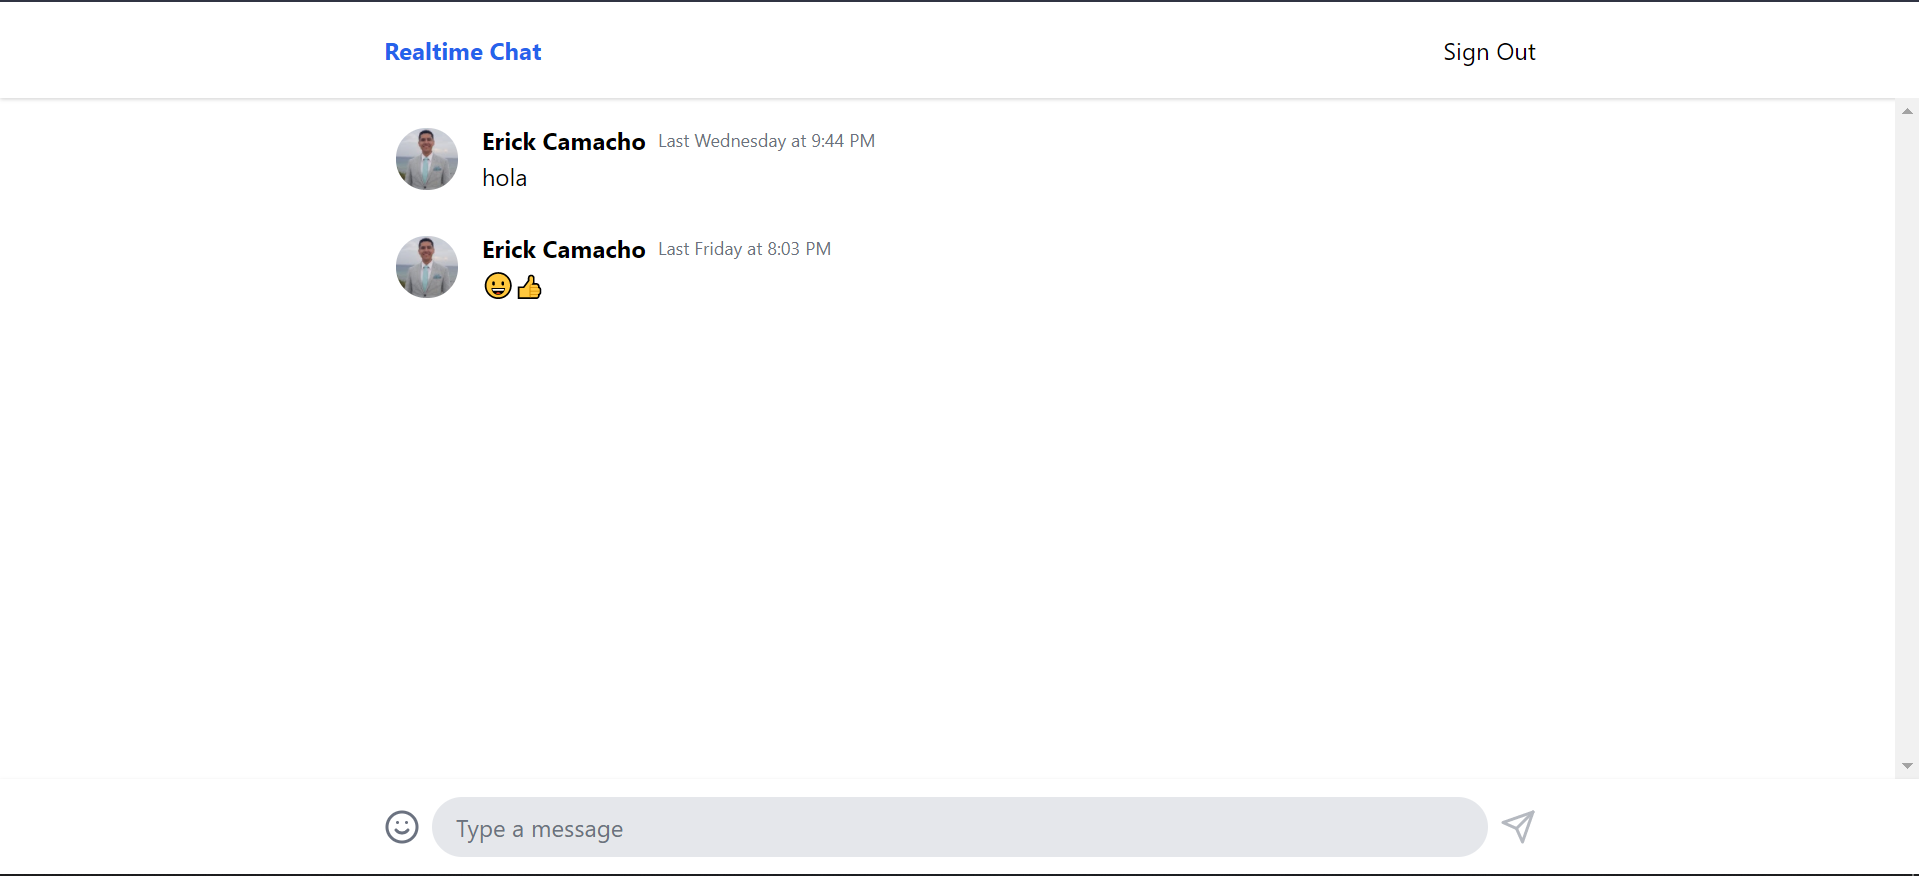 Realtime Chat
Sign Out
Erick Camacho Last Wednesday at 9:44 PM
hola
Erick Camacho Last Friday at 8:03 PM
😀👍
Type a message